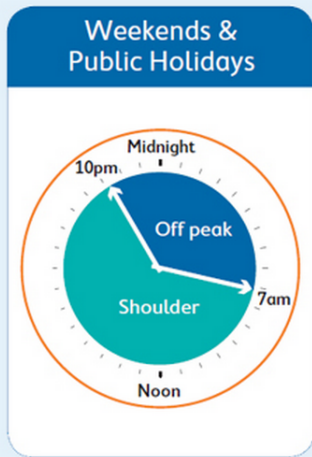 Weekends &
Public Holidays
Midnight
10pm
Off peak
7am
Shoulder
Noon